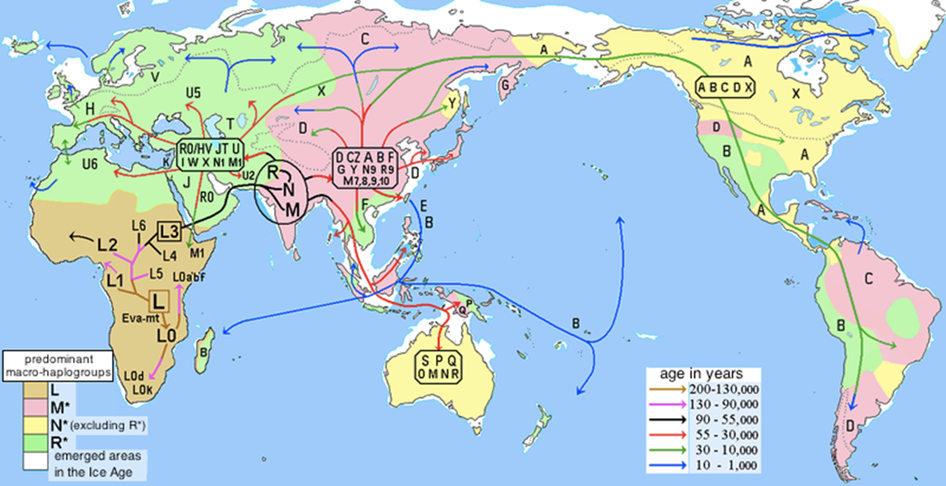 C
A
A
V
H
U5
X
T
D
Y
G
A B C D X
X
D
B
A
U6
K
R0/HV JT U
I W X N1 M1
U2
J
R0
R
N
M
D CZ A B F
G Y N9 R9
M7,8,9,10
D
F
E
B
A
L6
L3
L2
L4
M1
L1
L5
L0abf
L
Eva-mt
L0
L0d
L0k
B
Q
P
B
S P Q
O M N R
C
B
D
predominant
macro-haplogroups
L
M*
N* (excluding R*)
R*
emerged areas
in the Ice Age
age in years
200-130,000
130 - 90,000
90 - 55,000
55 - 30,000
30 - 10,000
10 - 1,000